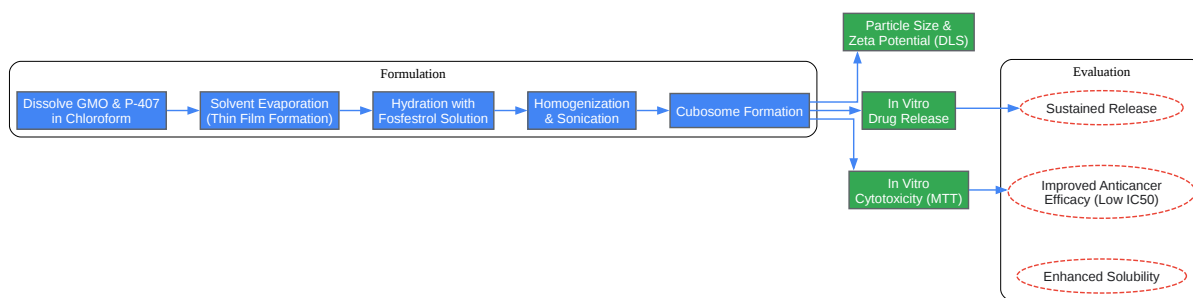 Formulation
Dissolve GMO & P-407
in Chloroform
Solvent Evaporation
(Thin Film Formation)
Hydration with
Fosfestrol Solution
Homogenization
& Sonication
Cubosome Formation
Particle Size &
Zeta Potential (DLS)
In Vitro
Drug Release
In Vitro
Cytotoxicity (MTT)
Evaluation
Sustained Release
Improved Anticancer
Efficacy (Low IC50)
Enhanced Solubility